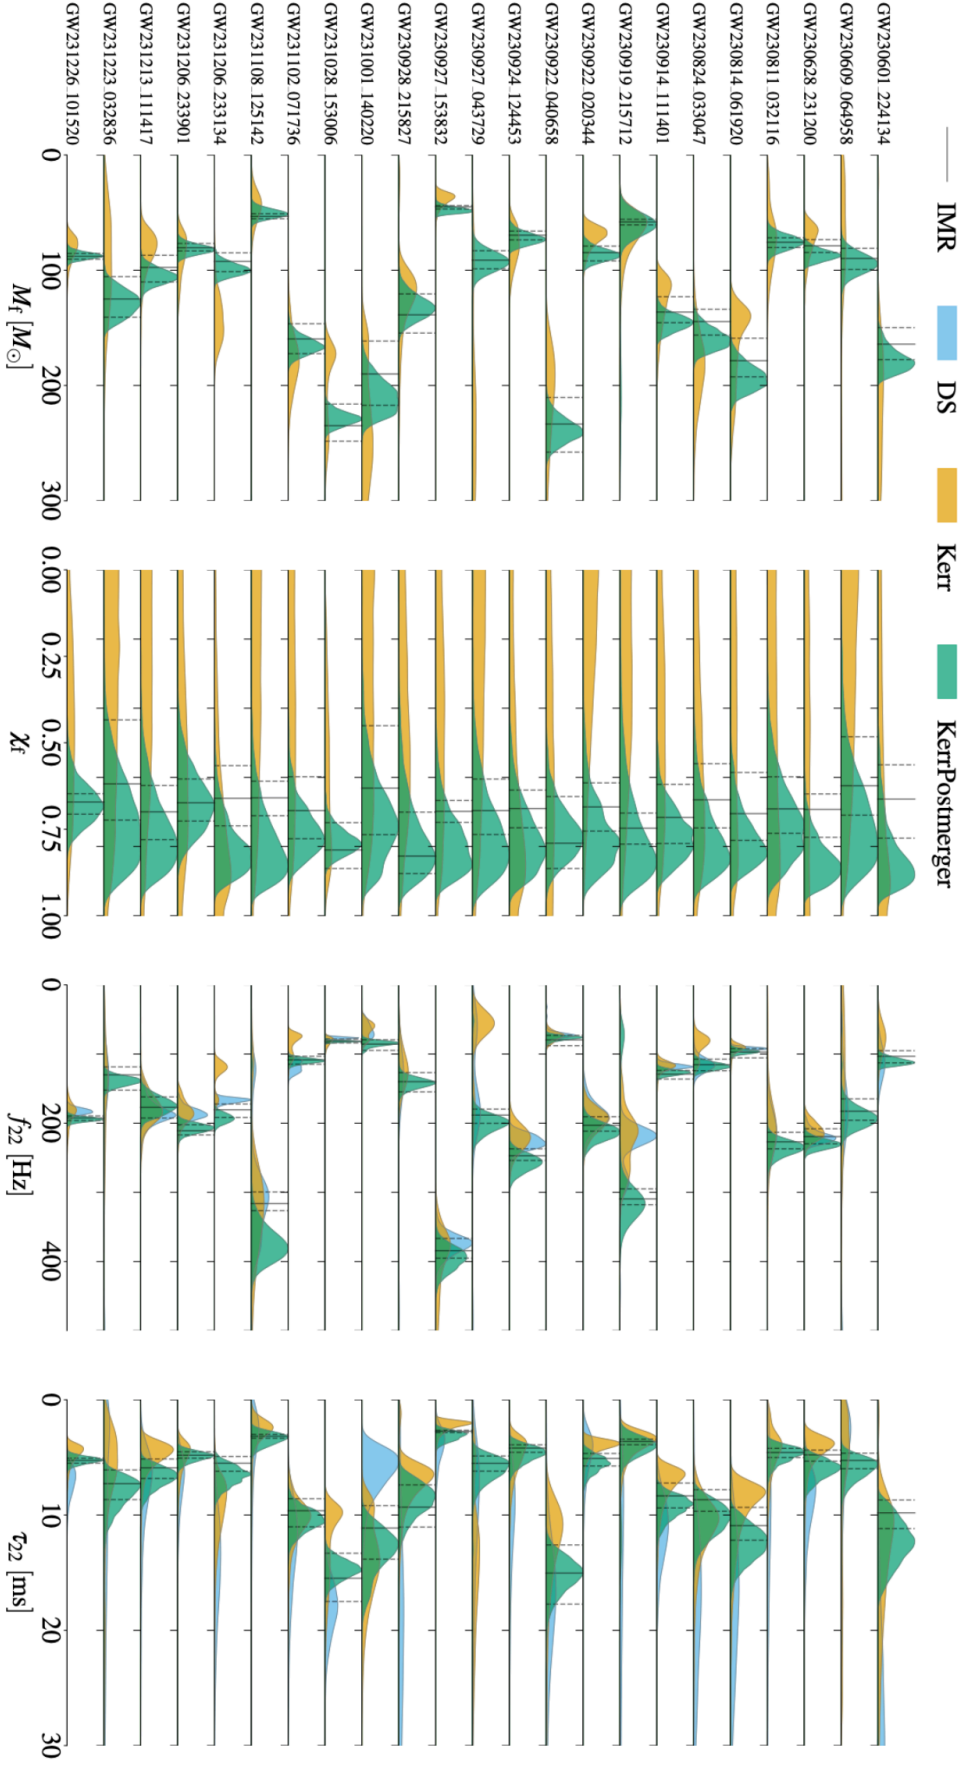 IMR DS Kerr KerrPostmerger
GW230601_224134
GW230609_064958
GW230628_231200
GW230811_032116
GW230814_061920
GW230824_033047
GW230914_111401
GW230919_215712
GW230922_020344
GW230922_040658
GW230924_124453
GW230927_043729
GW230927_153832
GW230928_215827
GW231001_140220
GW231028_153006
GW231102_071736
GW231108_125142
GW231206_233134
GW231206_233901
GW231213_111417
GW231223_032836
GW231226_101520
0 100 200 300 0.00 0.25 0.50 0.75 1.00 0 200 400 0 10 20 30
M_f [M_⊙] χ_f f_22 [Hz] τ_22 [ms]